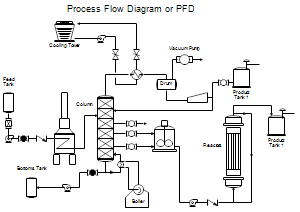 Process Flow Diagram or PFD
Cooling Tower
Vacuum Pump
Feed
Tank
Column
Drum
Product
Tank 1
Reactor
Product
Tank ?
Bottoms Tank
Boiler